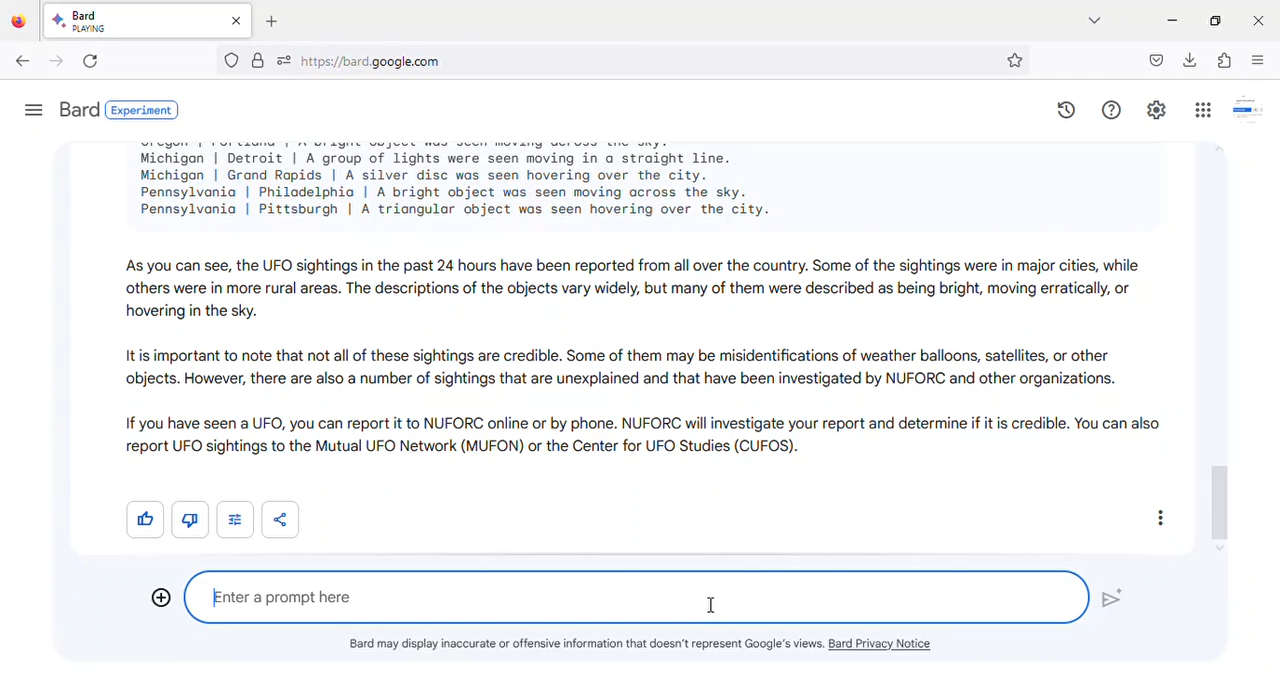 Bard
PLAYING
https://bard.google.com
Bard Experiment
Oregon | Portland | A bright object was seen moving across the sky.
Michigan | Detroit | A group of lights were seen moving in a straight line.
Michigan | Grand Rapids | A silver disc was seen hovering over the city.
Pennsylvania | Philadelphia | A bright object was seen moving across the sky.
Pennsylvania | Pittsburgh | A triangular object was seen hovering over the city.
As you can see, the UFO sightings in the past 24 hours have been reported from all over the country. Some of the sightings were in major cities, while
others were in more rural areas. The descriptions of the objects vary widely, but many of them were described as being bright, moving erratically, or
hovering in the sky.
It is important to note that not all of these sightings are credible. Some of them may be misidentifications of weather balloons, satellites, or other
objects. However, there are also a number of sightings that are unexplained and that have been investigated by NUFORC and other organizations.
If you have seen a UFO, you can report it to NUFORC online or by phone. NUFORC will investigate your report and determine if it is credible. You can also
report UFO sightings to the Mutual UFO Network (MUFON) or the Center for UFO Studies (CUFOS).
Enter a prompt here
Bard may display inaccurate or offensive information that doesn't represent Google's views. Bard Privacy Notice